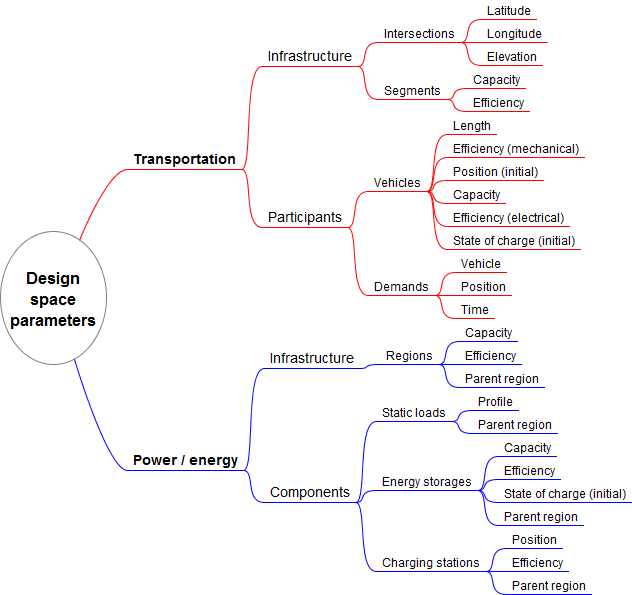 Design
space
parameters
Transportation
Infrastructure
Intersections
Latitude
Longitude
Elevation
Segments
Capacity
Efficiency
Participants
Vehicles
Length
Efficiency (mechanical)
Position (initial)
Capacity
Efficiency (electrical)
State of charge (initial)
Demands
Vehicle
Position
Time
Power / energy
Infrastructure
Regions
Capacity
Efficiency
Parent region
Components
Static loads
Profile
Parent region
Energy storages
Capacity
Efficiency
State of charge (initial)
Parent region
Charging stations
Position
Efficiency
Parent region